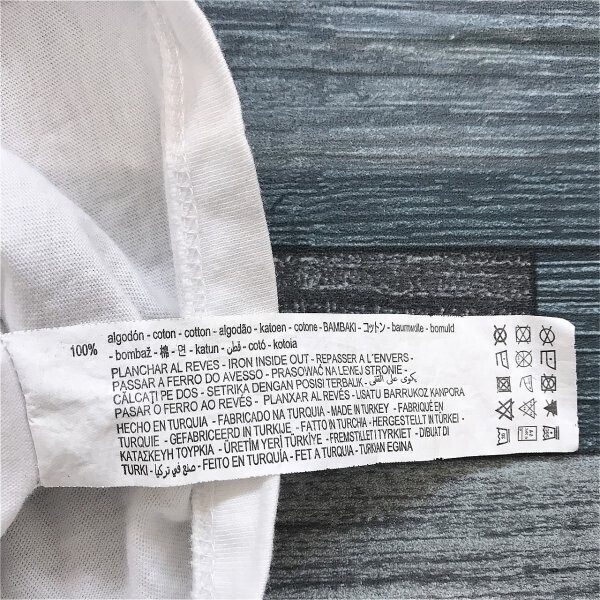 100% algodón - coton - cotton - algodão - katoen - cotone - BAMBAKI - コットン - baumwolle - bomuld
- bombaž - 棉 - 면 - katun - قطن - cotó - kotoia
PLANCHAR AL REVES - IRON INSIDE OUT - REPASSER A L'ENVERS -
PASSAR A FERRO DO AVESSO - PRASOWAĆ NA LENEJ STRONIE -
CĂLCAŢI PE DOS - SETRIKA DENGAN POSISI TERBALIK - يكوى على القفى -
PASAR O FERRO AO REVÉS - PLANXAR AL REVES - USATU BARRUKOZ KANPORA
HECHO EN TURQUIA - FABRICADO NA TURQUIA - MADE IN TURKEY - FABRIQUÉ EN
TURQUIE - GEFABRICEERD IN TURKIJE - FATTO IN TURCHIA - HERGESTELLT IN TÜRKEI -
ΚΑΤΑΣΚΕΥΗ ΤΟΥΡΚΙΑ - ÜRETİM YERİ TÜRKİYE - FREMSTILLET I TYRKIET - DIBUAT DI
TURKI - صنع في تركيا - FEITO EN TURQUÍA - FET A TURQUIA - TURKIAN EGINA